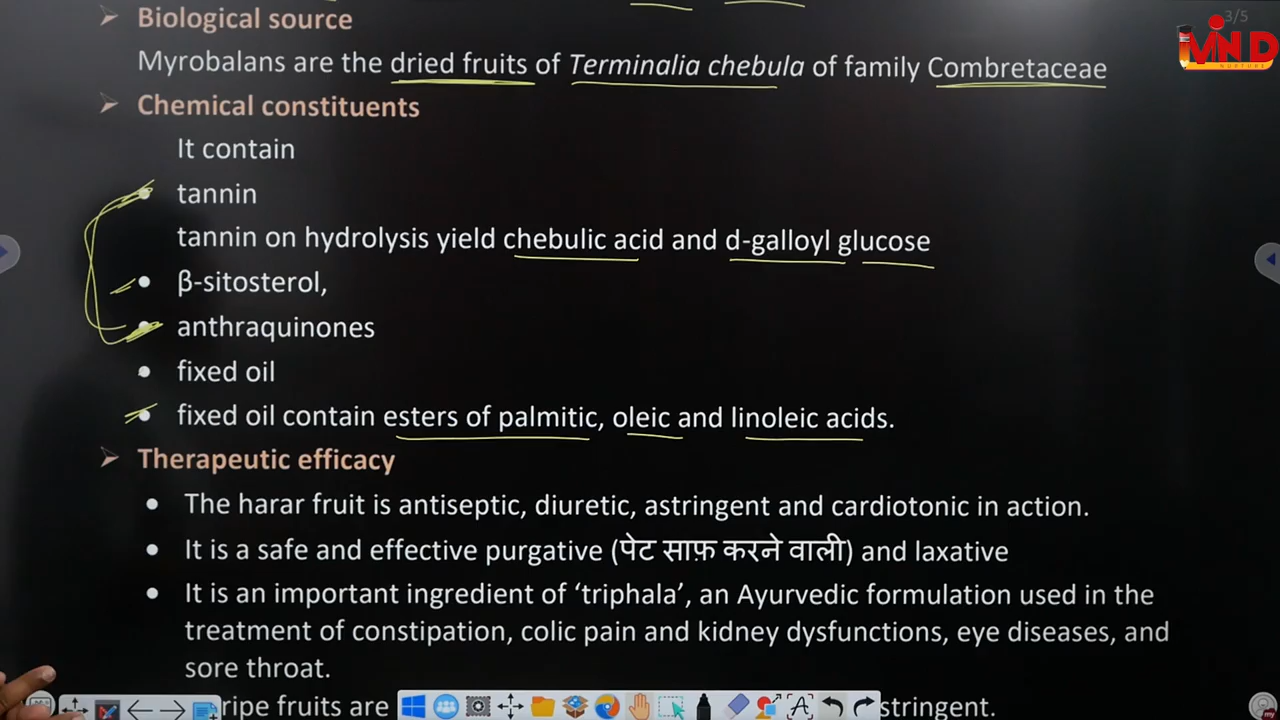 3/5
MIND
NURTURE
➤ Biological source
Myrobalans are the dried fruits of Terminalia chebula of family Combretaceae
➤ Chemical constituents
It contain
• tannin
tannin on hydrolysis yield chebulic acid and d-galloyl glucose
• β-sitosterol,
• anthraquinones
• fixed oil
• fixed oil contain esters of palmitic, oleic and linoleic acids.
➤ Therapeutic efficacy
• The harar fruit is antiseptic, diuretic, astringent and cardiotonic in action.
• It is a safe and effective purgative (पेट साफ़ करने वाली) and laxative
• It is an important ingredient of ‘triphala’, an Ayurvedic formulation used in the
treatment of constipation, colic pain and kidney dysfunctions, eye diseases, and
sore throat.
ripe fruits are stringent.